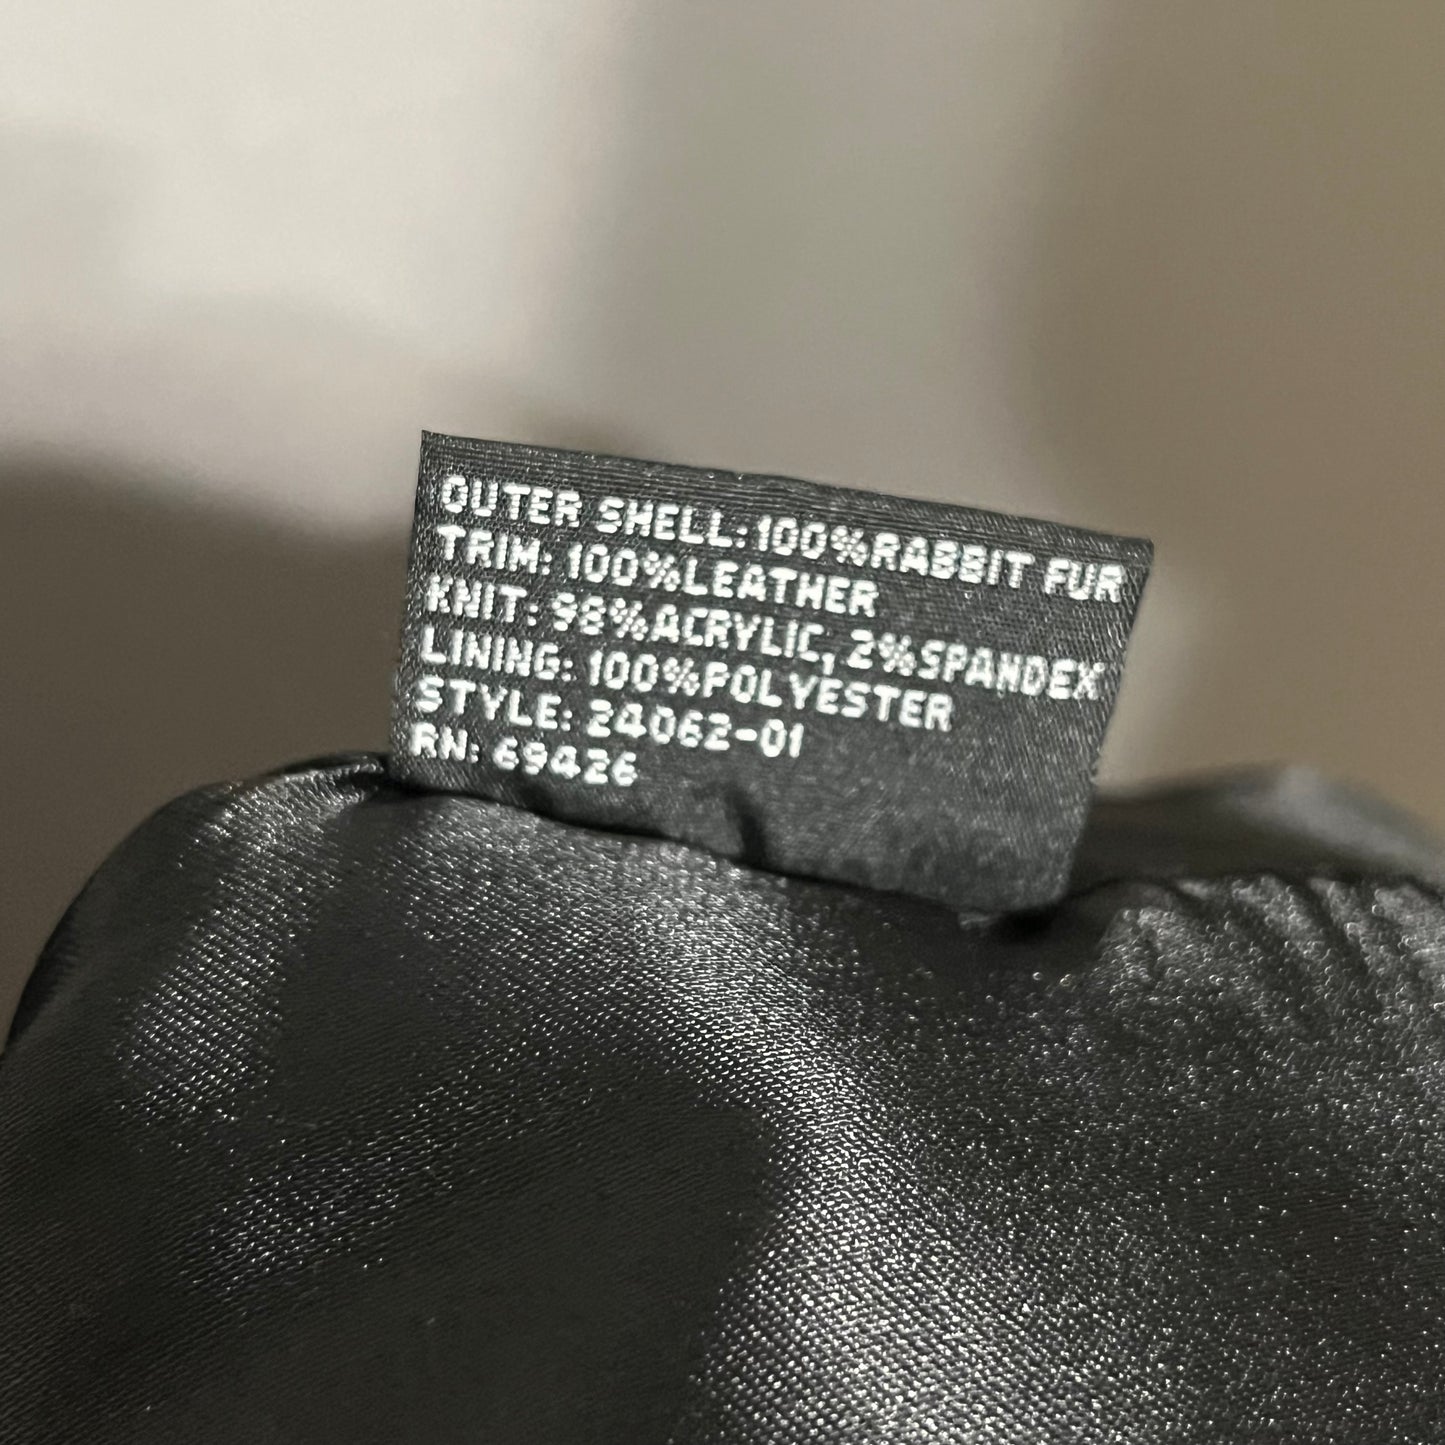 OUTER SHELL:100%RABBIT FUR
TRIM: 100%LEATHER
KNIT: 98%ACRYLIC, 2%SPANDEX
LINING: 100%POLYESTER
STYLE: 24062-01
RN: 69426